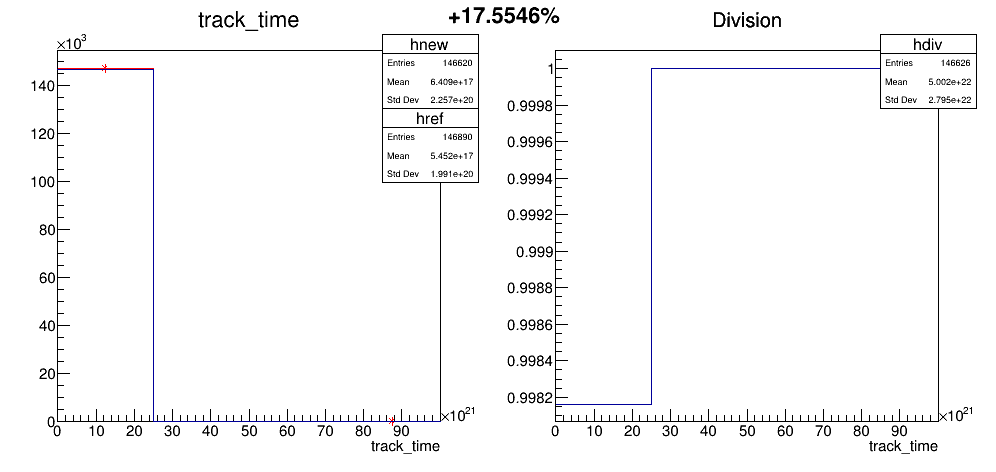 +17.5546%
track_time
×10³
hnew
Entries 146620
Mean 6.409e+17
Std Dev 2.257e+20
href
Entries 146890
Mean 5.452e+17
Std Dev 1.991e+20
140
120
100
80
60
40
20
0
0 10 20 30 40 50 60 70 80 90
×10²¹
track_time
Division
hdiv
Entries 146626
Mean 5.002e+22
Std Dev 2.795e+22
1
0.9998
0.9996
0.9994
0.9992
0.999
0.9988
0.9986
0.9984
0.9982
0 10 20 30 40 50 60 70 80 90
×10²¹
track_time